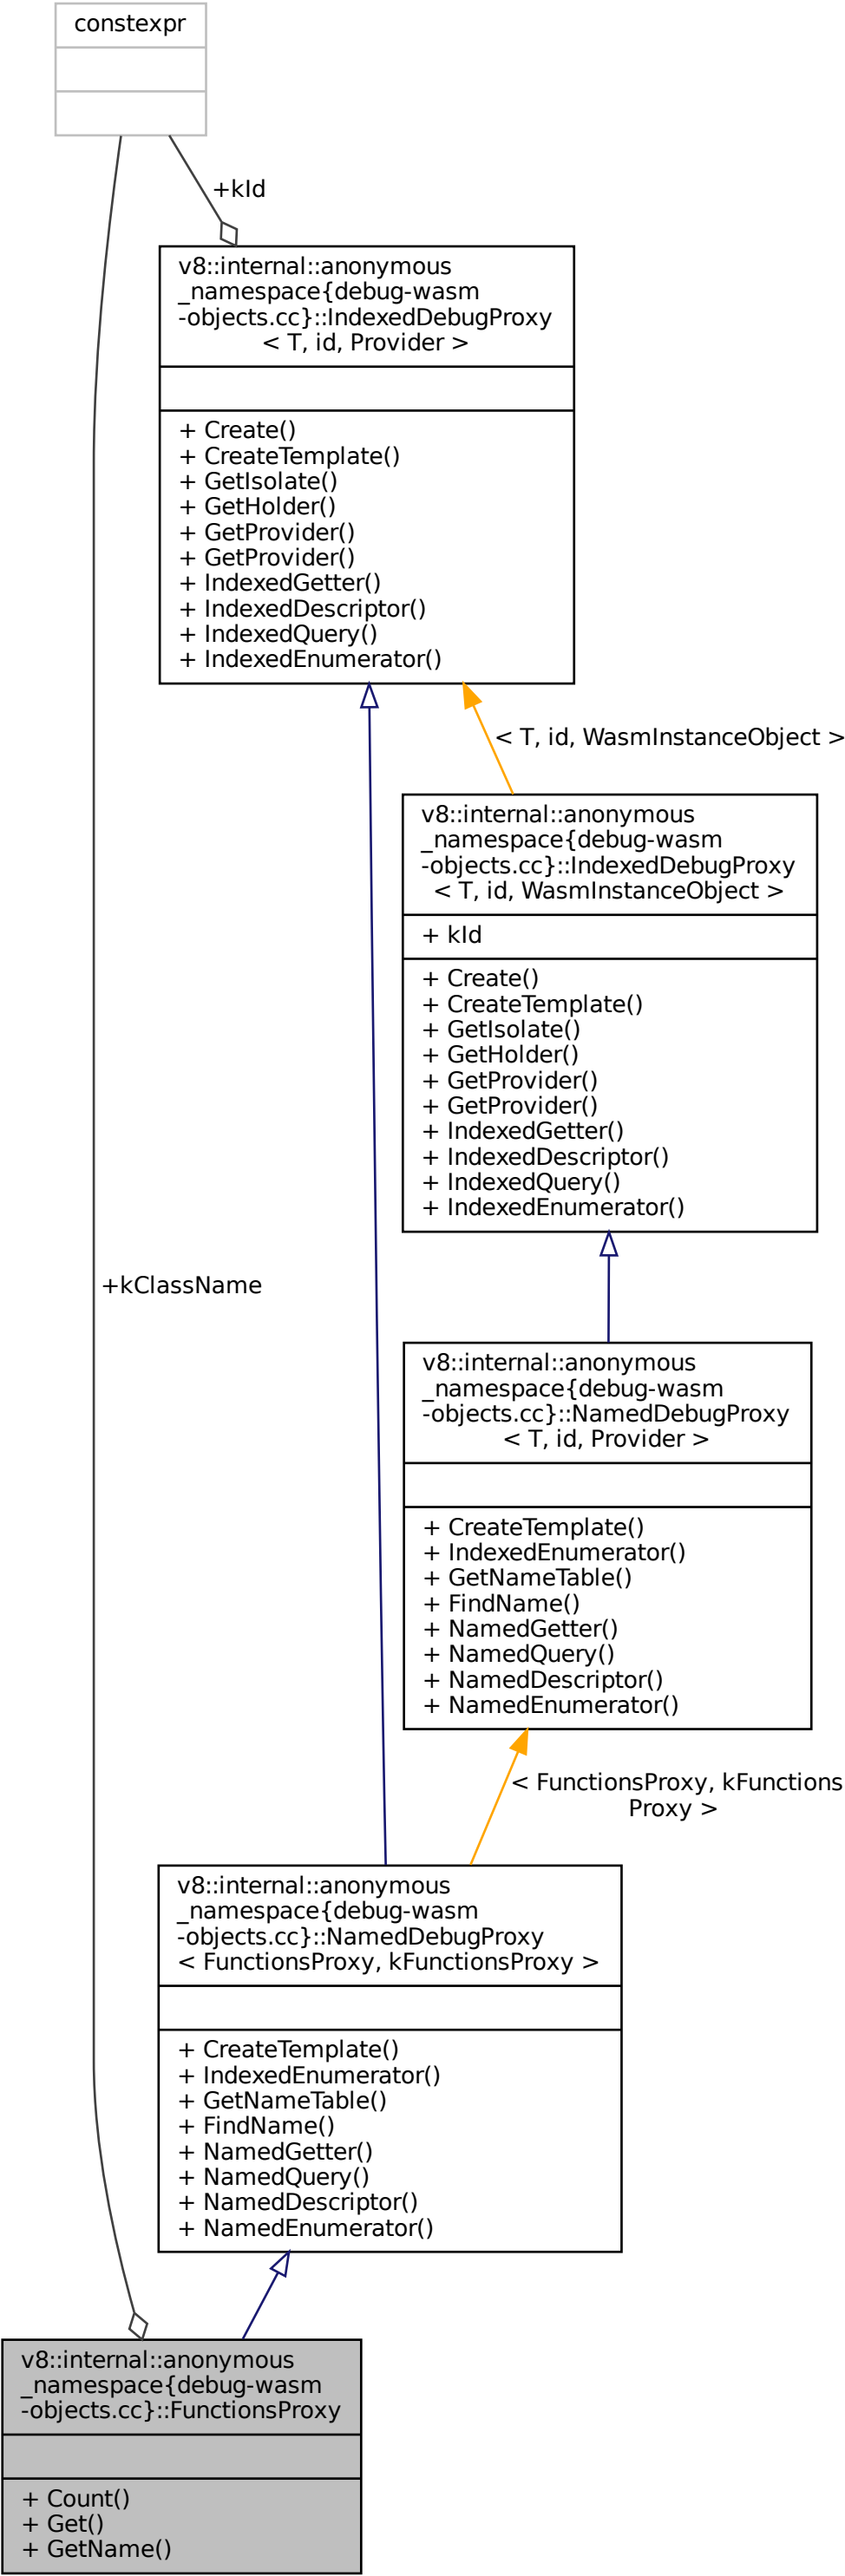 constexpr
+kId
v8::internal::anonymous
_namespace{debug-wasm
-objects.cc}::IndexedDebugProxy
< T, id, Provider >
+ Create()
+ CreateTemplate()
+ GetIsolate()
+ GetHolder()
+ GetProvider()
+ GetProvider()
+ IndexedGetter()
+ IndexedDescriptor()
+ IndexedQuery()
+ IndexedEnumerator()
< T, id, WasmInstanceObject >
v8::internal::anonymous
_namespace{debug-wasm
-objects.cc}::IndexedDebugProxy
< T, id, WasmInstanceObject >
+ kId
+ Create()
+ CreateTemplate()
+ GetIsolate()
+ GetHolder()
+ GetProvider()
+ GetProvider()
+ IndexedGetter()
+ IndexedDescriptor()
+ IndexedQuery()
+ IndexedEnumerator()
+kClassName
v8::internal::anonymous
_namespace{debug-wasm
-objects.cc}::NamedDebugProxy
< T, id, Provider >
+ CreateTemplate()
+ IndexedEnumerator()
+ GetNameTable()
+ FindName()
+ NamedGetter()
+ NamedQuery()
+ NamedDescriptor()
+ NamedEnumerator()
< FunctionsProxy, kFunctions
Proxy >
v8::internal::anonymous
_namespace{debug-wasm
-objects.cc}::NamedDebugProxy
< FunctionsProxy, kFunctionsProxy >
+ CreateTemplate()
+ IndexedEnumerator()
+ GetNameTable()
+ FindName()
+ NamedGetter()
+ NamedQuery()
+ NamedDescriptor()
+ NamedEnumerator()
v8::internal::anonymous
_namespace{debug-wasm
-objects.cc}::FunctionsProxy
+ Count()
+ Get()
+ GetName()